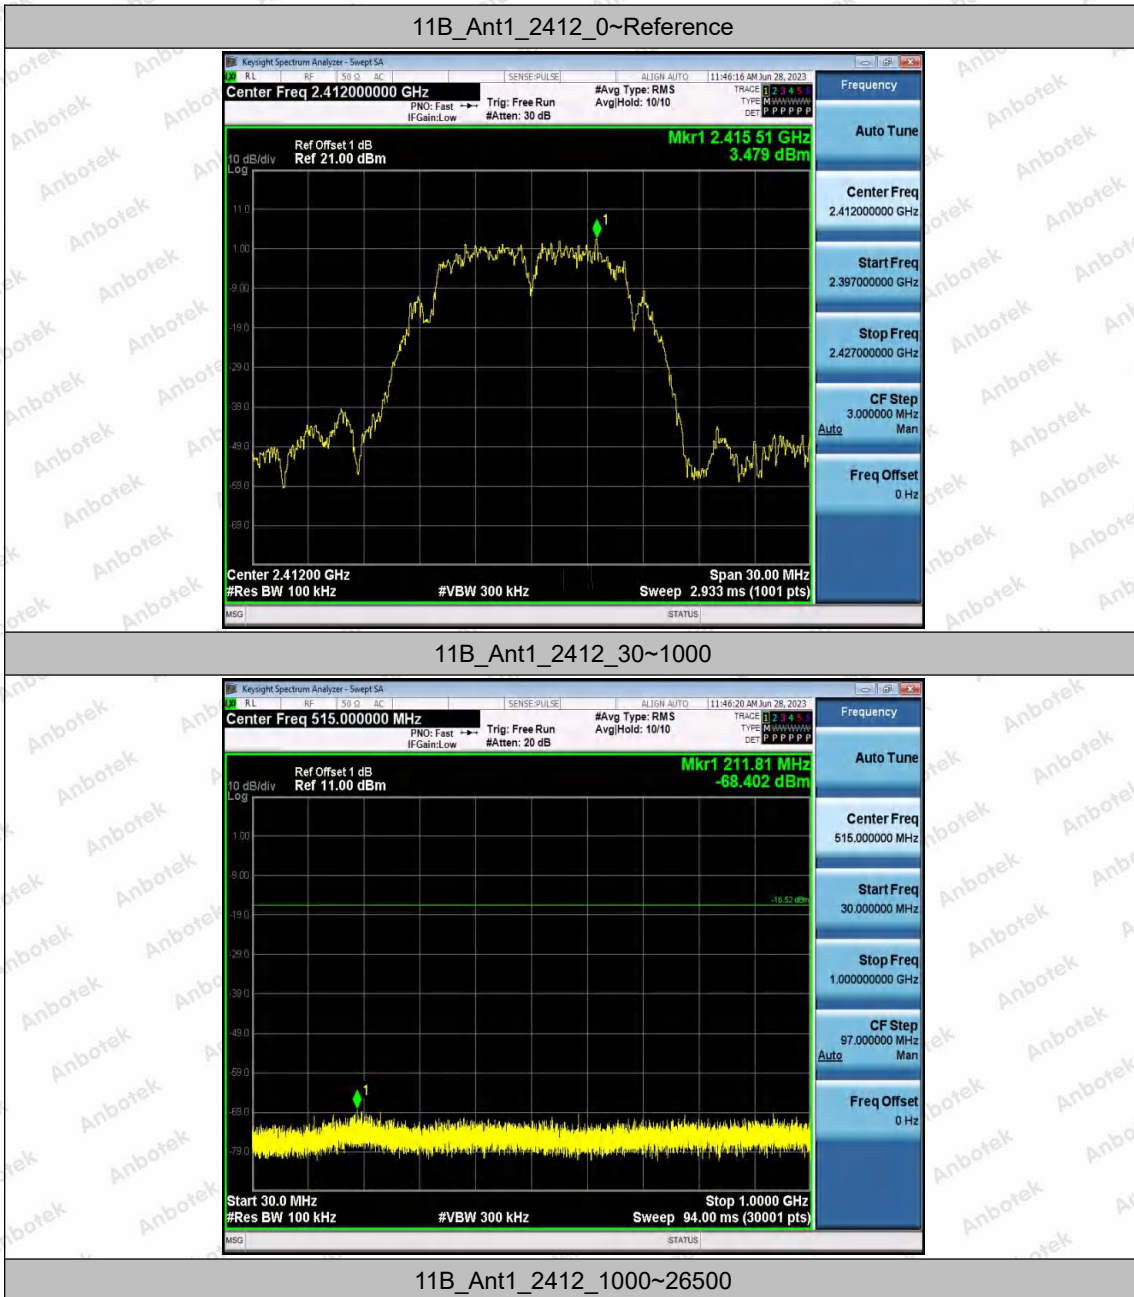 11B_Ant1_2412_0~Reference
Keysight Spectrum Analyzer - Swept SA
RL RF 50 Ω AC SENSE:PULSE ALIGN AUTO 11:46:16 AM Jun 28, 2023
Center Freq 2.412000000 GHz
PNO: Fast
IFGain:Low
Trig: Free Run
#Atten: 30 dB
#Avg Type: RMS
Avg|Hold: 10/10
TRACE 1 2 3 4 5 6
TYPE M WWWWW
DET P P P P P P
Frequency
Mkr1 2.415 51 GHz
3.479 dBm
Ref Offset 1 dB
10 dB/div Ref 21.00 dBm
Log
11.0
1.00
-9.00
-19.0
-29.0
-39.0
-49.0
-59.0
-69.0
1
Center 2.41200 GHz Span 30.00 MHz
#Res BW 100 kHz #VBW 300 kHz Sweep 2.933 ms (1001 pts)
MSG STATUS
Auto Tune
Center Freq
2.412000000 GHz
Start Freq
2.397000000 GHz
Stop Freq
2.427000000 GHz
CF Step
3.000000 MHz
Auto Man
Freq Offset
0 Hz
11B_Ant1_2412_30~1000
Keysight Spectrum Analyzer - Swept SA
RL RF 50 Ω AC SENSE:PULSE ALIGN AUTO 11:46:20 AM Jun 28, 2023
Center Freq 515.000000 MHz
PNO: Fast
IFGain:Low
Trig: Free Run
#Atten: 20 dB
#Avg Type: RMS
Avg|Hold: 10/10
TRACE 1 2 3 4 5 6
TYPE M WWWWW
DET P P P P P P
Frequency
Mkr1 211.81 MHz
-68.402 dBm
Ref Offset 1 dB
10 dB/div Ref 11.00 dBm
Log
1.00
-9.00
-19.0
-29.0
-39.0
-49.0
-59.0
-69.0
-79.0
-16.52 dBm
1
Start 30.0 MHz Stop 1.0000 GHz
#Res BW 100 kHz #VBW 300 kHz Sweep 94.00 ms (30001 pts)
MSG STATUS
Auto Tune
Center Freq
515.000000 MHz
Start Freq
30.000000 MHz
Stop Freq
1.000000000 GHz
CF Step
97.000000 MHz
Auto Man
Freq Offset
0 Hz
11B_Ant1_2412_1000~26500
Anbotek